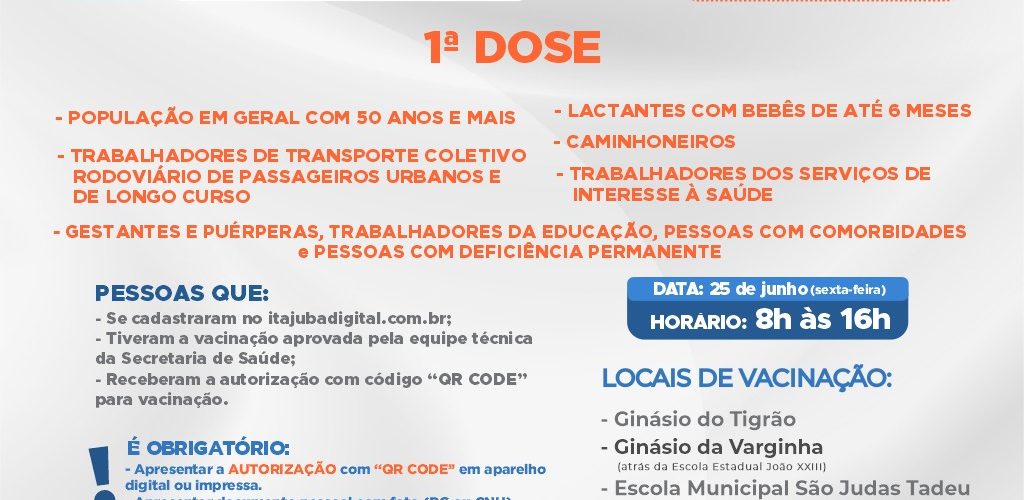 1ª DOSE
- POPULAÇÃO EM GERAL COM 50 ANOS E MAIS
- TRABALHADORES DE TRANSPORTE COLETIVO
RODOVIÁRIO DE PASSAGEIROS URBANOS E
DE LONGO CURSO
- LACTANTES COM BEBÊS DE ATÉ 6 MESES
- CAMINHONEIROS
- TRABALHADORES DOS SERVIÇOS DE
INTERESSE À SAÚDE
- GESTANTES E PUÉRPERAS, TRABALHADORES DA EDUCAÇÃO, PESSOAS COM COMORBIDADES
e PESSOAS COM DEFICIÊNCIA PERMANENTE
PESSOAS QUE:
- Se cadastraram no itajubadigital.com.br;
- Tiveram a vacinação aprovada pela equipe técnica
da Secretaria de Saúde;
- Receberam a autorização com código “QR CODE”
para vacinação.
! É OBRIGATÓRIO:
- Apresentar a AUTORIZAÇÃO com “QR CODE” em aparelho
digital ou impressa.
DATA: 25 de junho (sexta-feira)
HORÁRIO: 8h às 16h
LOCAIS DE VACINAÇÃO:
- Ginásio do Tigrão
- Ginásio da Varginha
(atrás da Escola Estadual João XXIII)
- Escola Municipal São Judas Tadeu